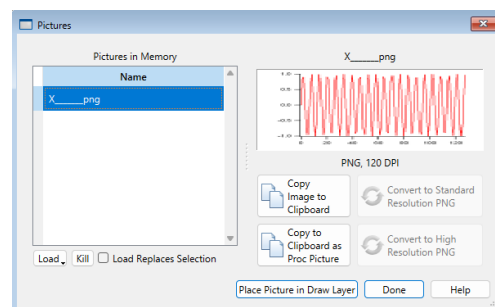 Pictures
Pictures in Memory
Name
X_____png
Load
Kill
Load Replaces Selection
X_____png
1.0
0.5
0.0
-0.5
-1.0
0
20
40
60
80
100
120
PNG, 120 DPI
Copy
Image to
Clipboard
Convert to Standard
Resolution PNG
Copy to
Clipboard as
Proc Picture
Convert to High
Resolution PNG
Place Picture in Draw Layer
Done
Help